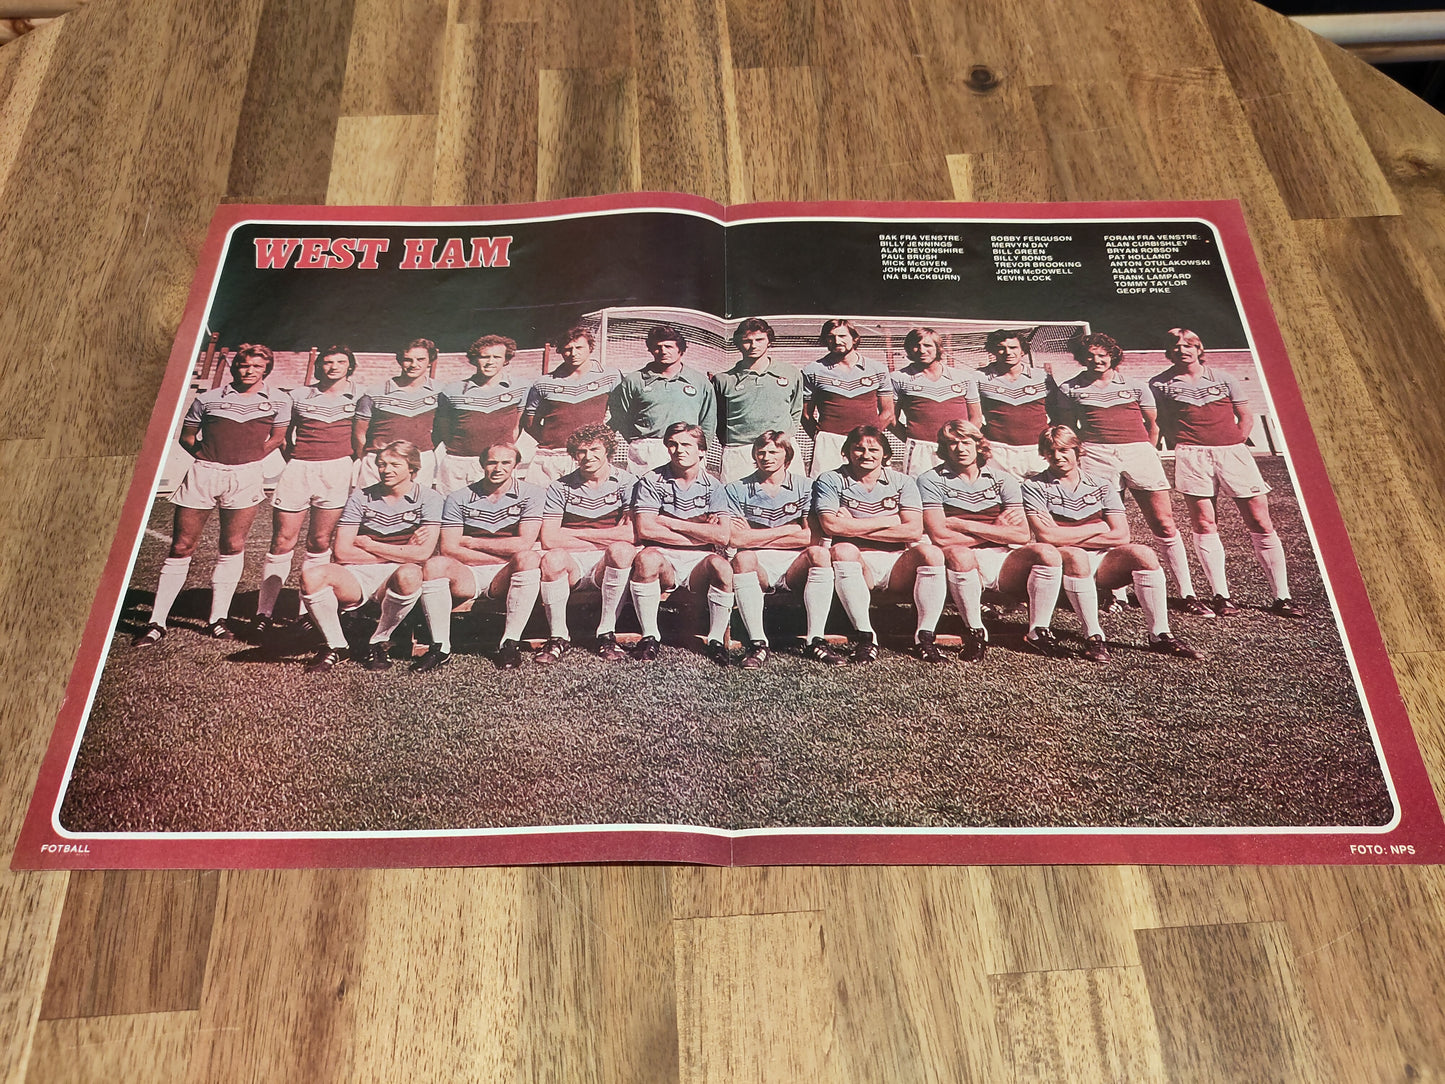 WEST HAM
BAK FRA VENSTRE:
BILLY JENNINGS
ALAN DEVONSHIRE
PAUL BRUSH
MICK McGIVEN
JOHN RADFORD
(NA BLACKBURN)
BOBBY FERGUSON
MERVYN DAY
BILL GREEN
BILLY BONDS
TREVOR BROOKING
JOHN McDOWELL
KEVIN LOCK
FORAN FRA VENSTRE:
ALAN CURBISHLEY
BRYAN ROBSON
PAT HOLLAND
ANTON OTULAKOWSKI
ALAN TAYLOR
FRANK LAMPARD
TOMMY TAYLOR
GEOFF PIKE
FOTBALL
FOTO: NPS